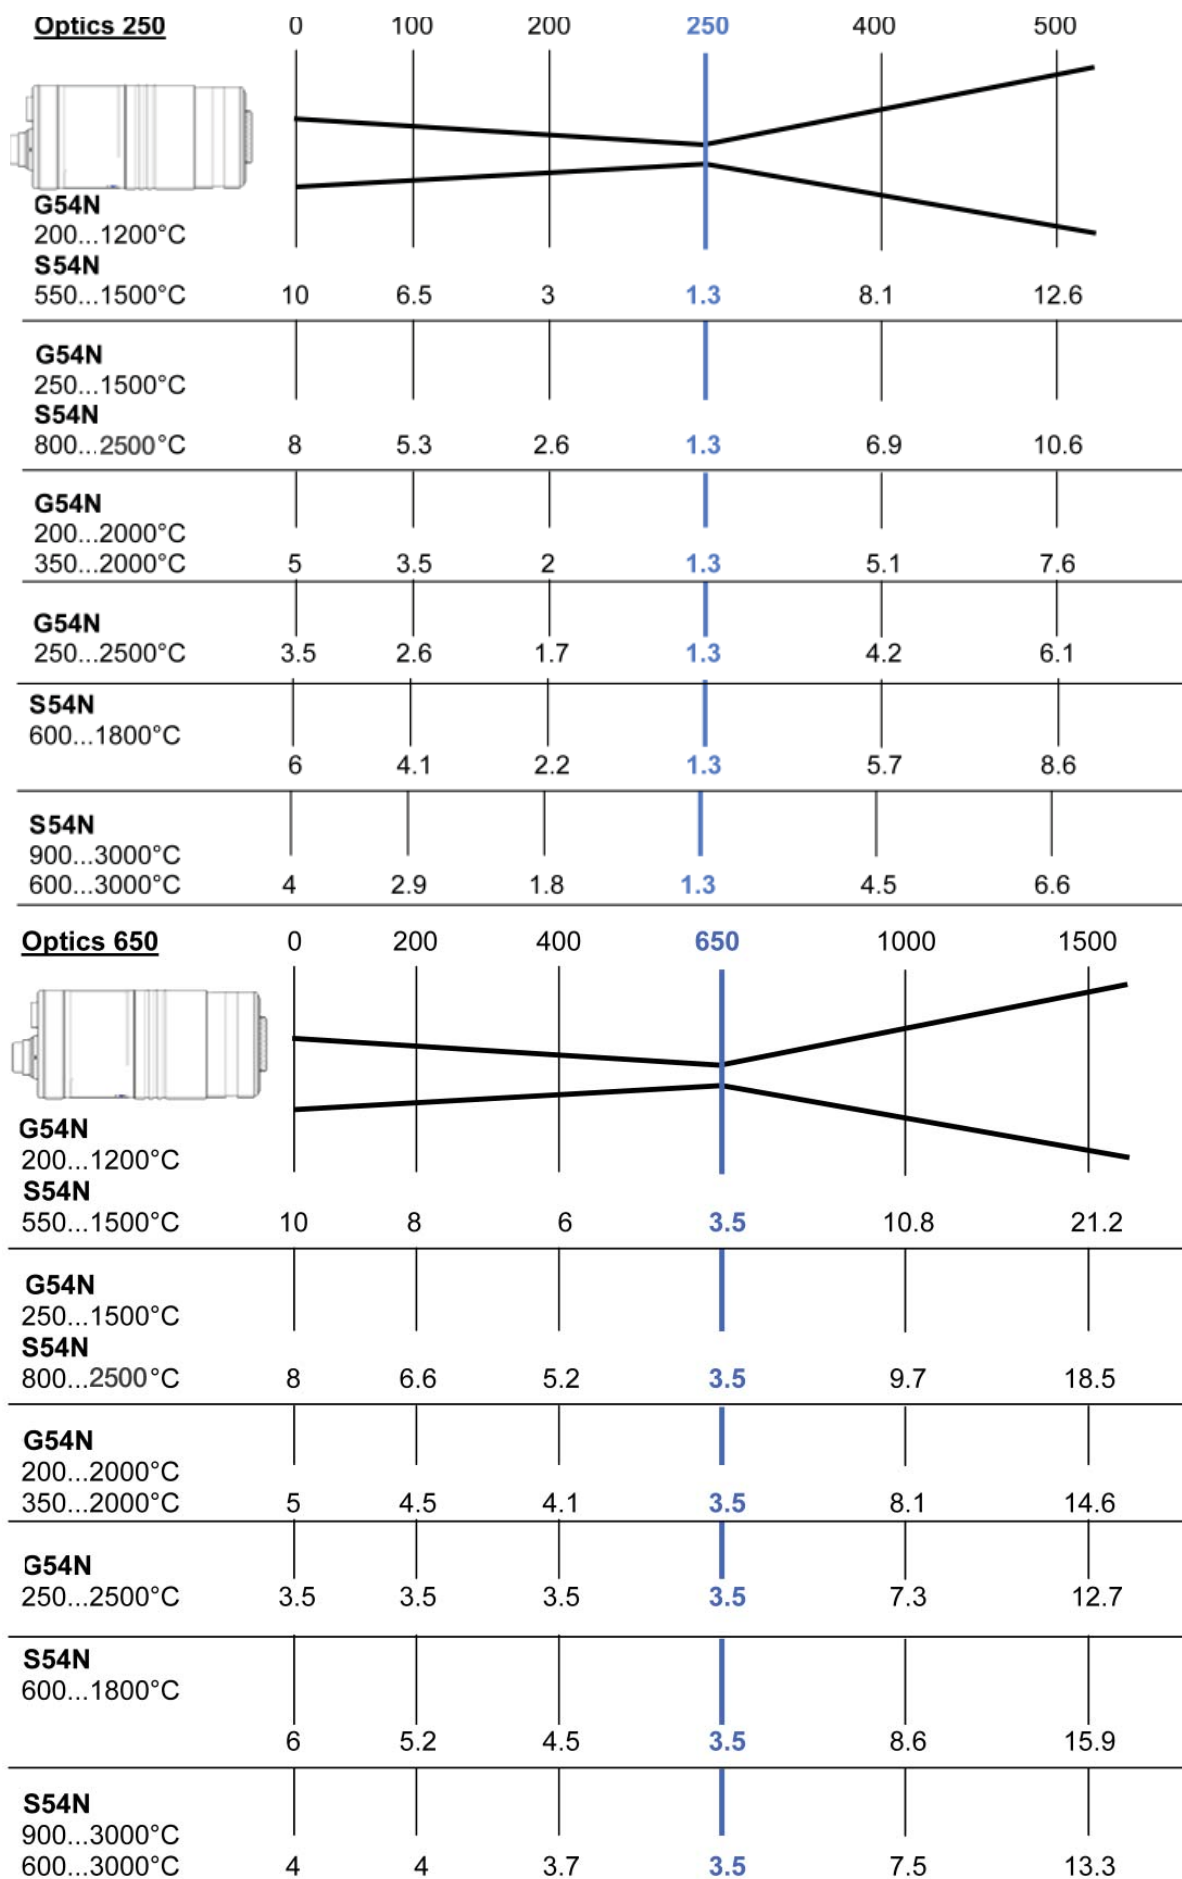 Optics 250 0 100 200 250 400 500
G54N
200...1200°C
S54N
550...1500°C 10 6.5 3 1.3 8.1 12.6
G54N
250...1500°C
S54N
800...2500°C 8 5.3 2.6 1.3 6.9 10.6
G54N
200...2000°C
350...2000°C 5 3.5 2 1.3 5.1 7.6
G54N
250...2500°C 3.5 2.6 1.7 1.3 4.2 6.1
S54N
600...1800°C
6 4.1 2.2 1.3 5.7 8.6
S54N
900...3000°C
600...3000°C 4 2.9 1.8 1.3 4.5 6.6
Optics 650 0 200 400 650 1000 1500
G54N
200...1200°C
S54N
550...1500°C 10 8 6 3.5 10.8 21.2
G54N
250...1500°C
S54N
800...2500°C 8 6.6 5.2 3.5 9.7 18.5
G54N
200...2000°C
350...2000°C 5 4.5 4.1 3.5 8.1 14.6
G54N
250...2500°C 3.5 3.5 3.5 3.5 7.3 12.7
S54N
600...1800°C
6 5.2 4.5 3.5 8.6 15.9
S54N
900...3000°C
600...3000°C 4 4 3.7 3.5 7.5 13.3